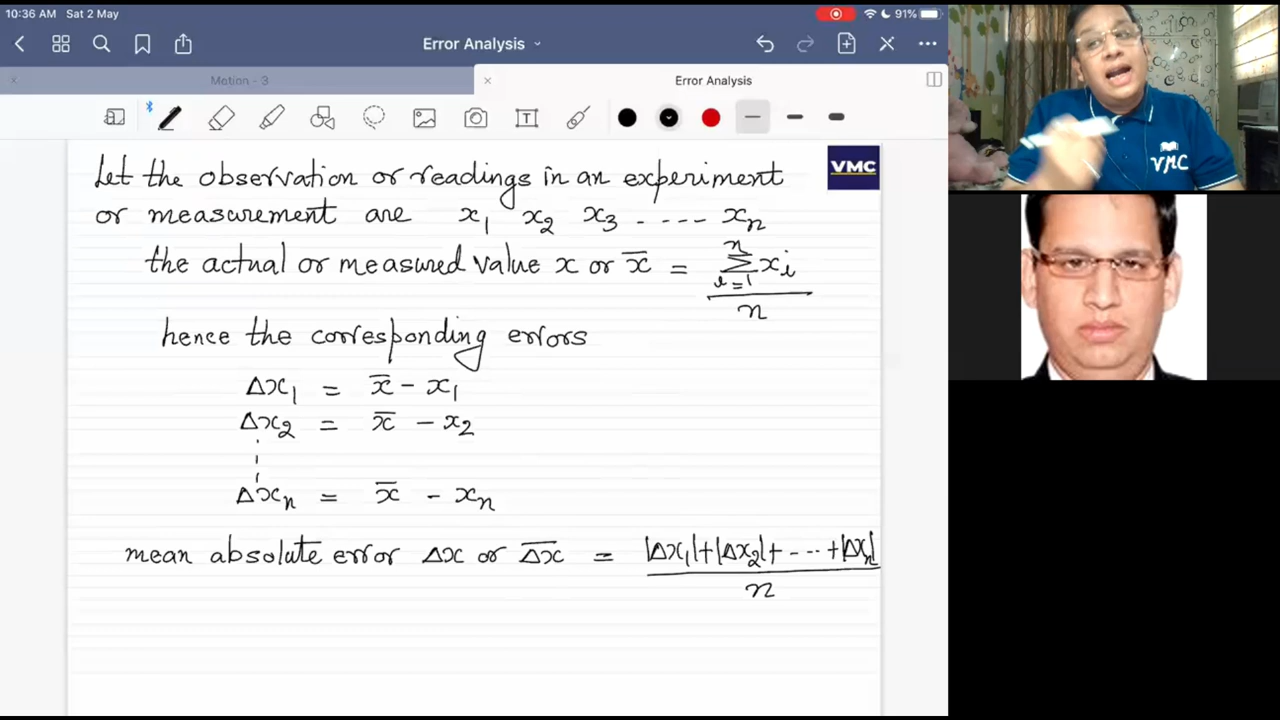 10:36 AM Sat 2 May
91%
Error Analysis
Motion - 3
Error Analysis
VMC
Let the observation or readings in an experiment
or measurement are x₁ x₂ x₃ ----- xₙ
the actual or measured value x or x̅ = ∑ᵢ₌₁ⁿ xᵢ / n
hence the corresponding errors
Δx₁ = x̅ - x₁
Δx₂ = x̅ - x₂
Δxₙ = x̅ - xₙ
mean absolute error Δx or Δx̅ = |Δx₁|+|Δx₂|+ - -- +|Δxₙ| / n
VMC